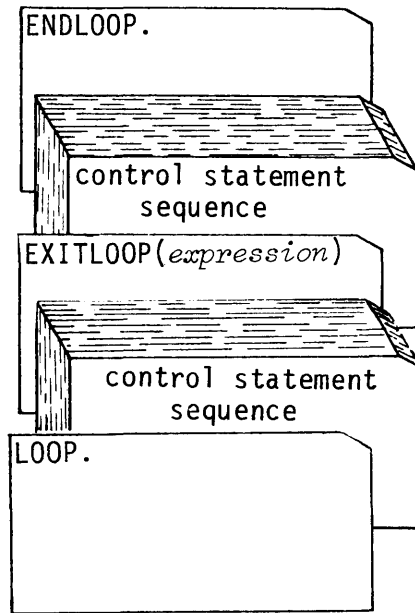 ENDLOOP.
control statement
sequence
EXITLOOP(expression)
control statement
sequence
LOOP.